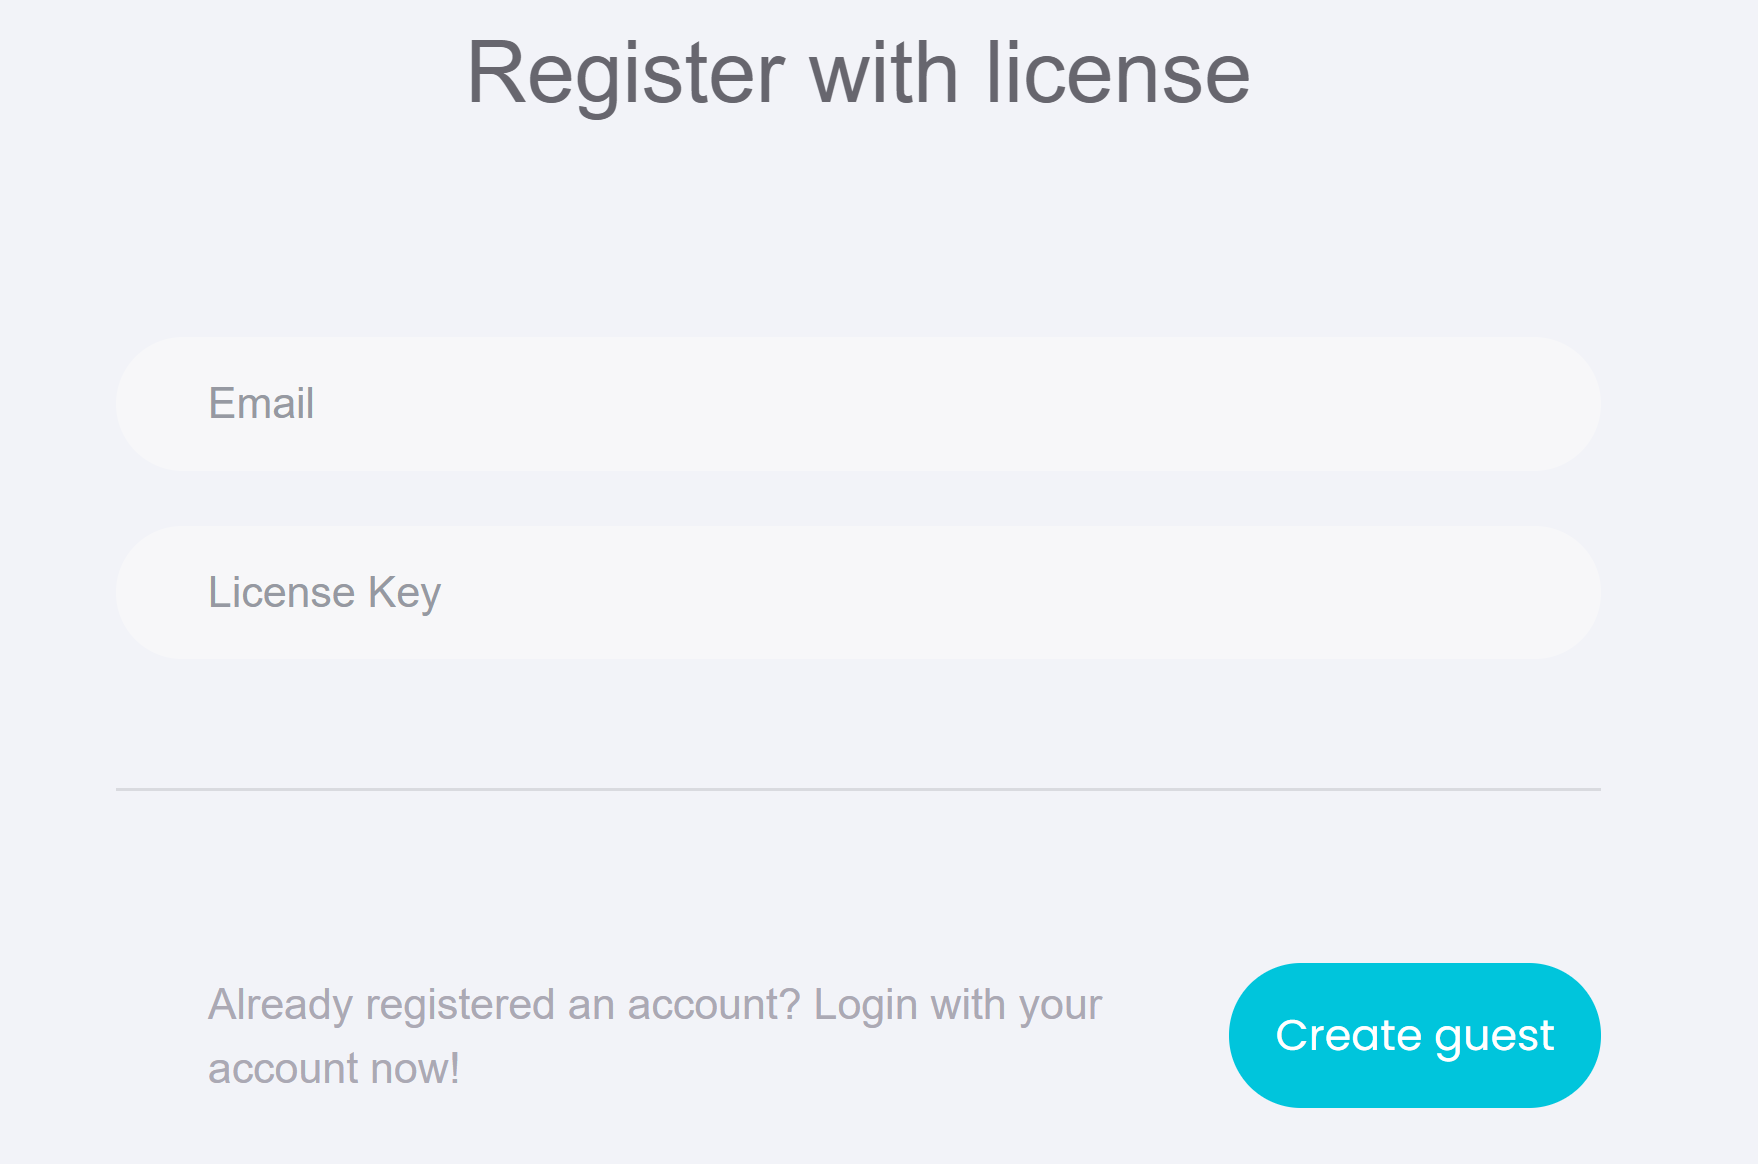 Register with license
Email
License Key
Already registered an account? Login with your
account now!
Create guest